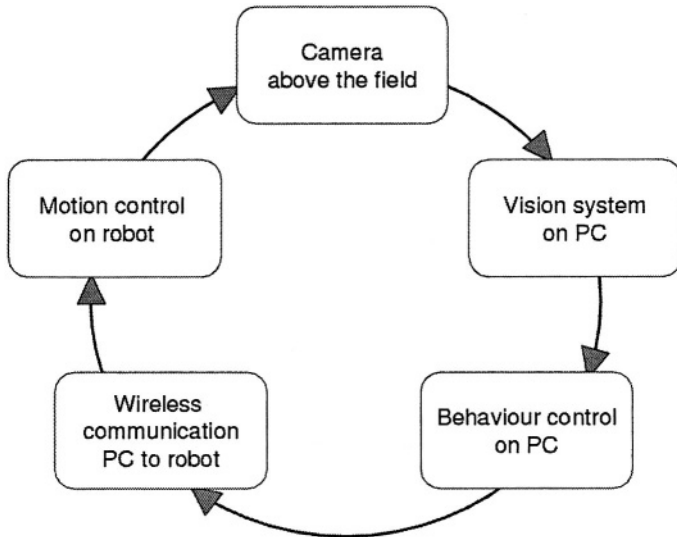 Camera
above the field
Vision system
on PC
Behaviour control
on PC
Wireless
communication
PC to robot
Motion control
on robot